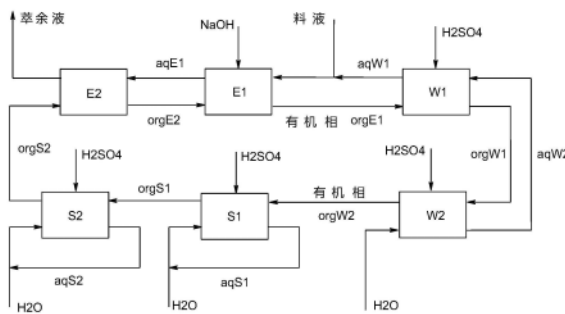 萃余液
NaOH
料液
H2SO4
aqE1
aqW1
E2
E1
W1
orgE2
有机相
orgE1
orgS2
H2SO4
H2SO4
H2SO4
orgW1
aqW2
orgS1
有机相
S2
S1
orgW2
W2
aqS2
aqS1
H2O
H2O
H2O